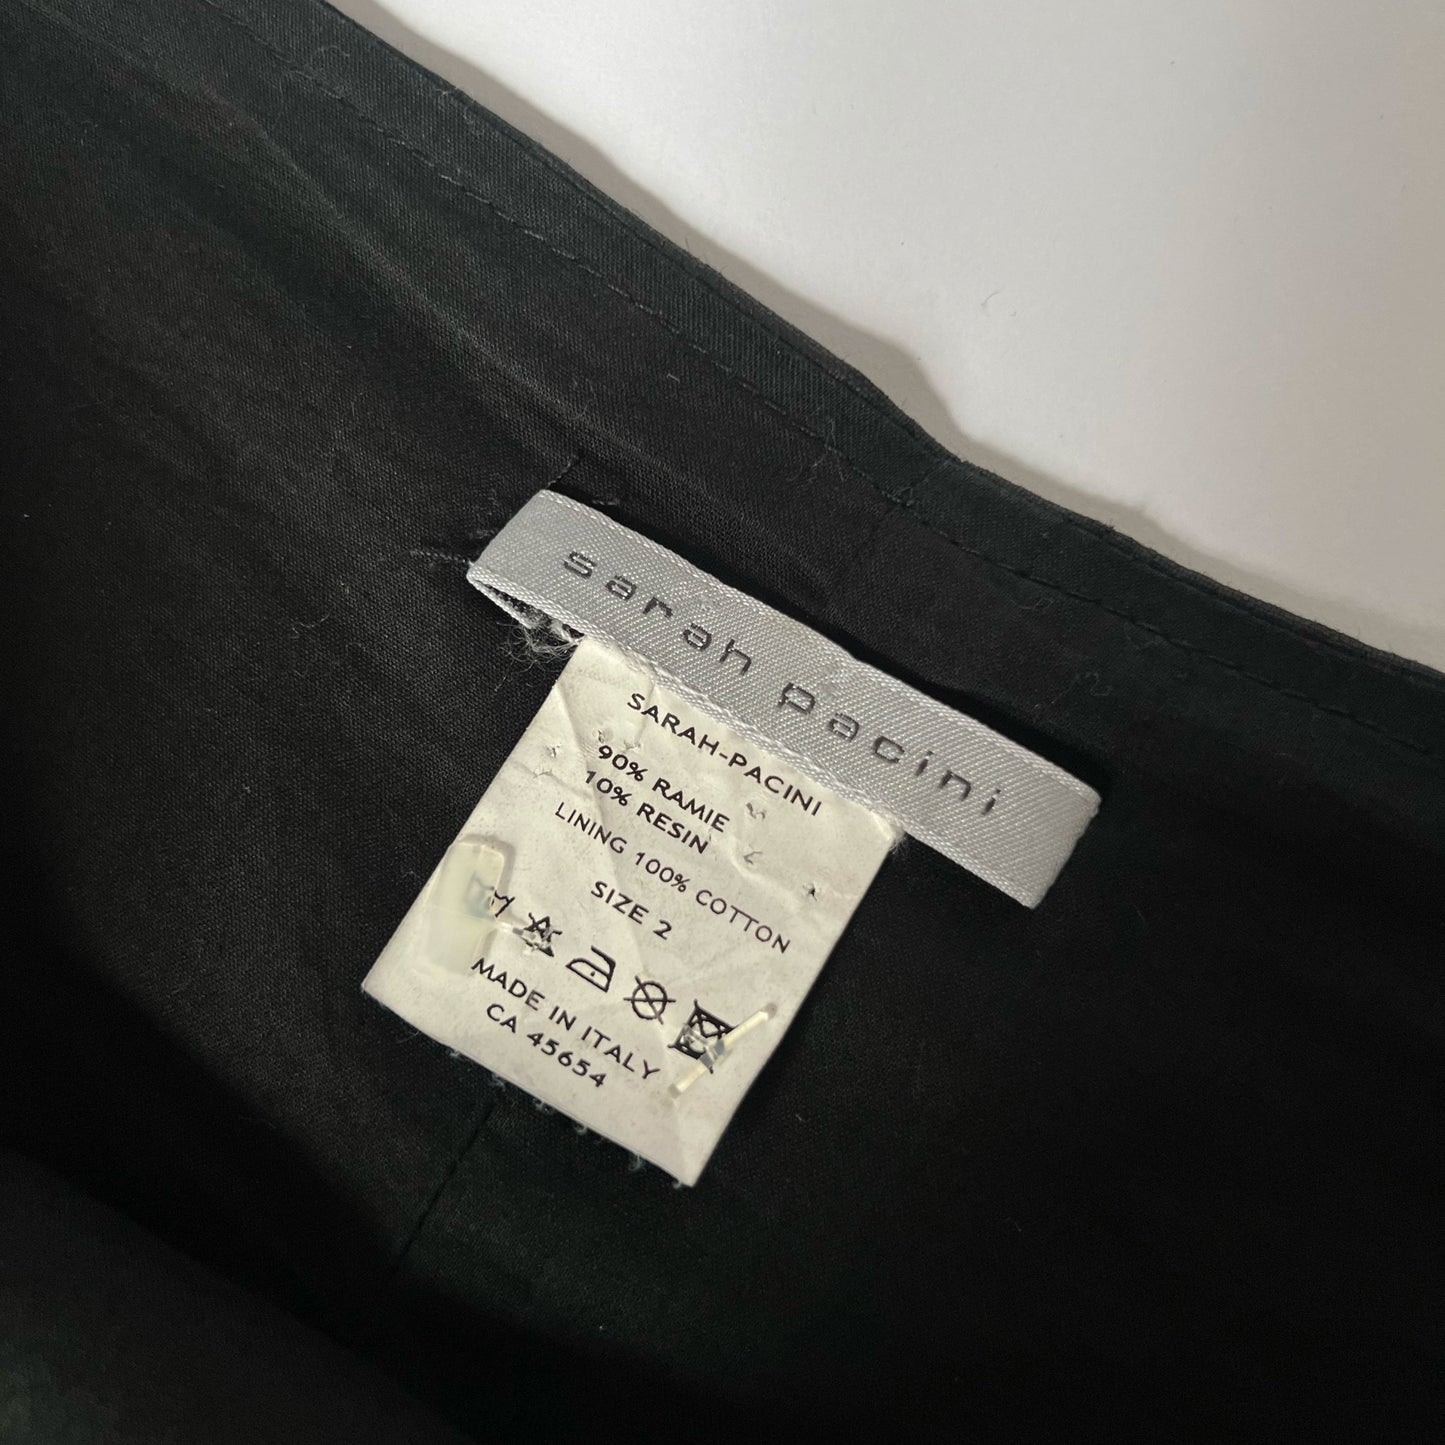 sarah pacini
SARAH-PACINI
90% RAMIE
10% RESIN
LINING 100% COTTON
SIZE 2
MADE IN ITALY
CA 45654